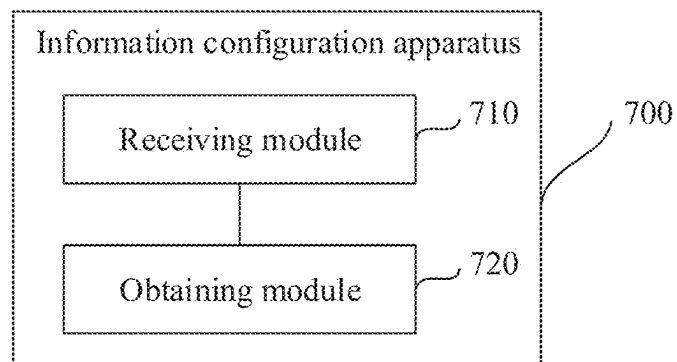 Information configuration apparatus
Receiving module
710
700
Obtaining module
720